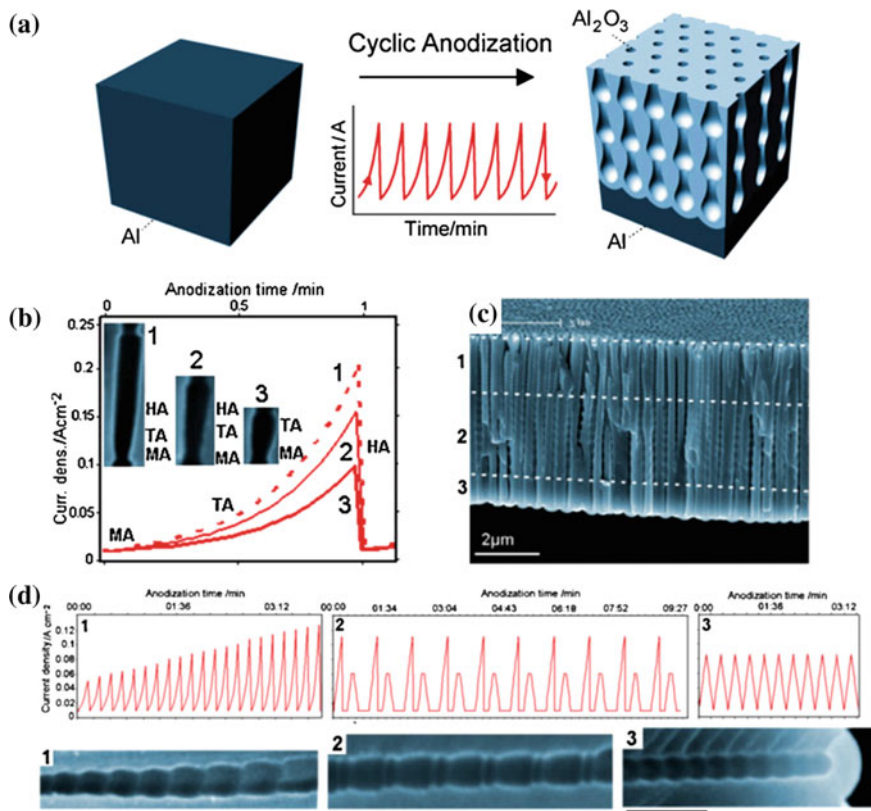 (a)
Cyclic Anodization
Al₂O₃
Al
Current/A
Time/min
Al
(b)
Anodization time /min
0 0.5 1
Curr. dens./Acm⁻²
0.25
0.2
0.15
0.1
0.05
0
1
HA
TA
MA
2
HA
TA
MA
3
TA
MA
1
2
3
HA
TA
MA
(c)
1
2
3
2µm
(d)
Anodization time /min
00:00 01:36 03:12
Current density/A cm⁻²
0.12
0.1
0.08
0.06
0.04
0.02
0
1
Anodization time /min
00:00 01:34 03:04 04:43 06:18 07:52 09:27
2
Anodization time /min
0:00 01:36 03:12
3
1
2
3